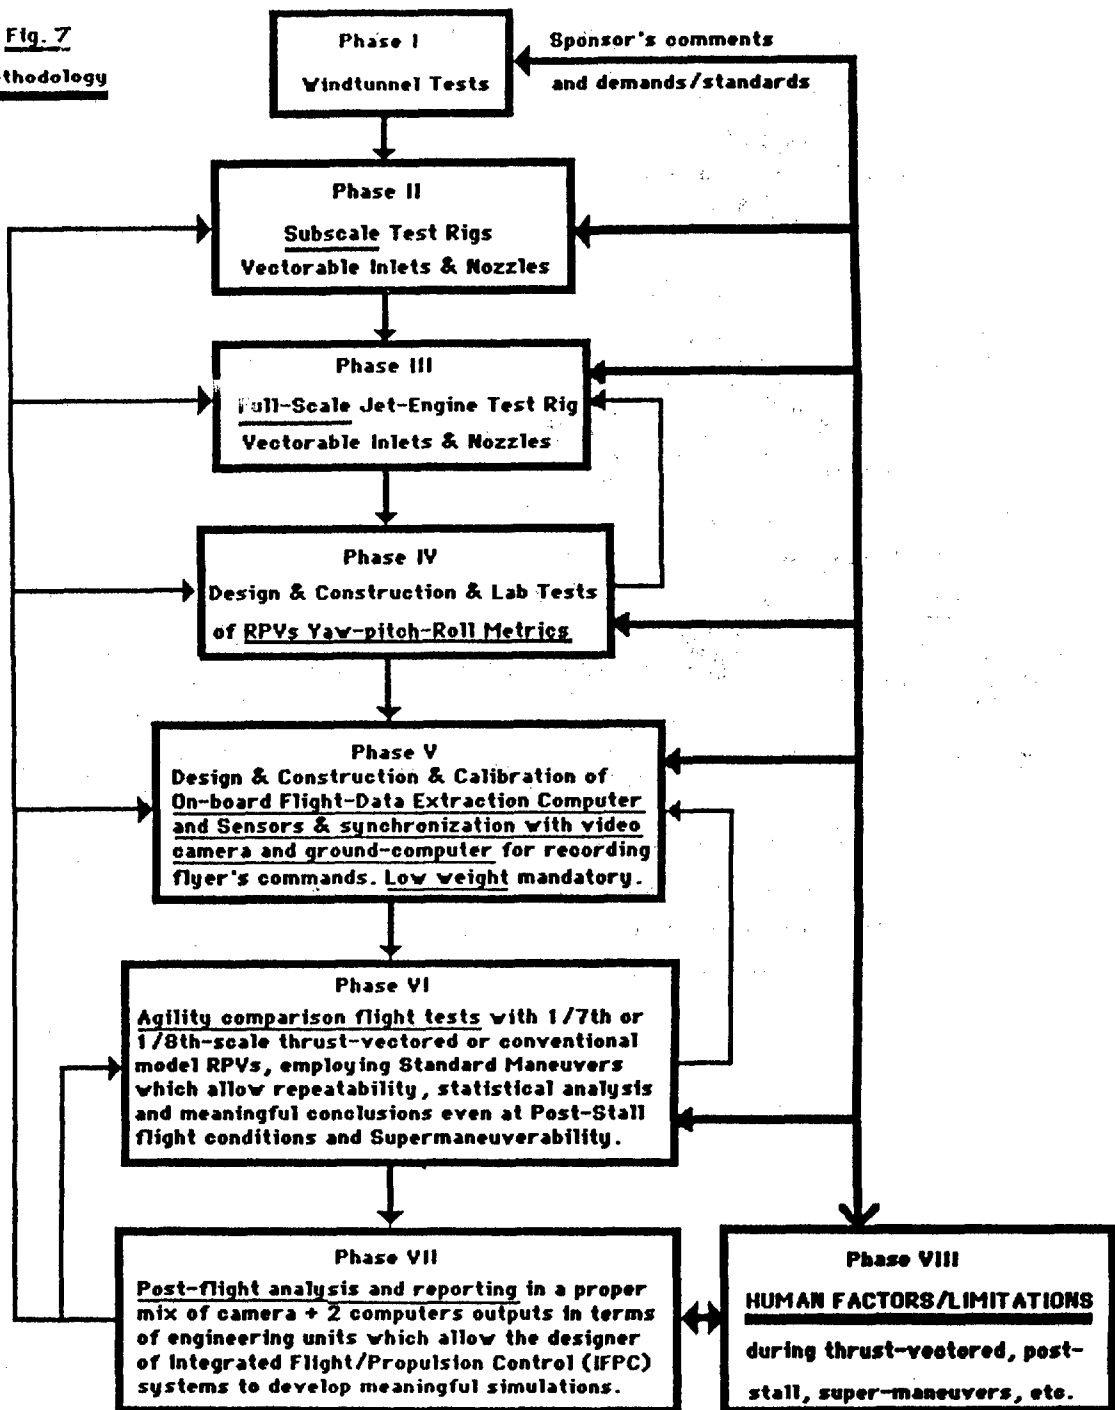 Fig. 7
thodology
Phase I
Windtunnel Tests
Sponsor's comments
and demands/standards
Phase II
Subscale Test Rigs
Vectorable Inlets & Nozzles
Phase III
Full-Scale Jet-Engine Test Rig
Vectorable Inlets & Nozzles
Phase IV
Design & Construction & Lab Tests
of RPVs Yaw-pitch-Roll Metrics
Phase V
Design & Construction & Calibration of
On-board Flight-Data Extraction Computer
and Sensors & synchronization with video
camera and ground-computer for recording
flyer's commands. Low weight mandatory.
Phase VI
Agility comparison flight tests with 1/7th or
1/8th-scale thrust-vectored or conventional
model RPVs, employing Standard Maneuvers
which allow repeatability, statistical analysis
and meaningful conclusions even at Post-Stall
flight conditions and Supermaneuverability.
Phase VII
Post-flight analysis and reporting in a proper
mix of camera + 2 computers outputs in terms
of engineering units which allow the designer
of Integrated Flight/Propulsion Control (IFPC)
systems to develop meaningful simulations.
Phase VIII
HUMAN FACTORS/LIMITATIONS
during thrust-vectored, post-
stall, super-maneuvers, etc.